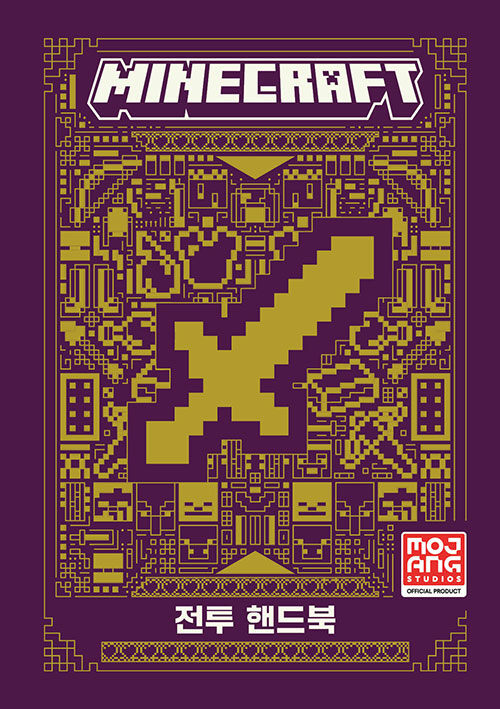 MINECRAFT
MOJ
ANG
STUDIOS
OFFICIAL PRODUCT
전투 핸드북